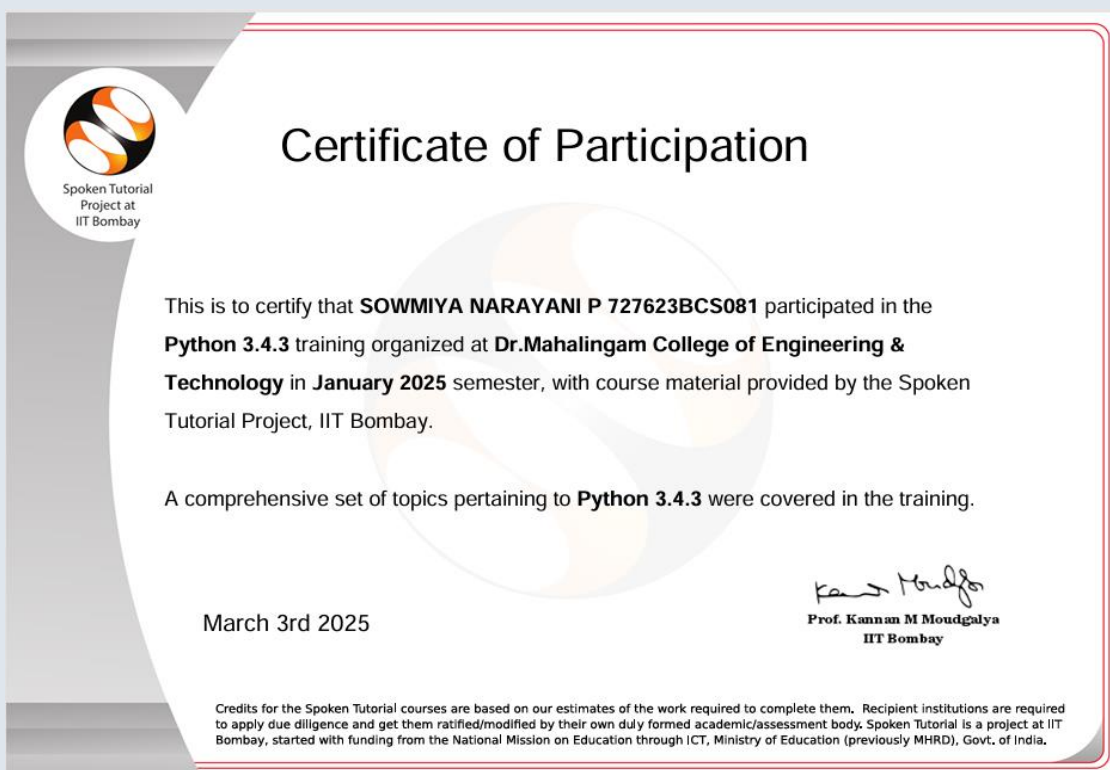 Spoken Tutorial
Project at
IIT Bombay
Certificate of Participation
This is to certify that SOWMIYA NARAYANI P 727623BCS081 participated in the
Python 3.4.3 training organized at Dr.Mahalingam College of Engineering &
Technology in January 2025 semester, with course material provided by the Spoken
Tutorial Project, IIT Bombay.
A comprehensive set of topics pertaining to Python 3.4.3 were covered in the training.
March 3rd 2025
Prof. Kannan M Moudgalya
IIT Bombay
Credits for the Spoken Tutorial courses are based on our estimates of the work required to complete them. Recipient institutions are required
to apply due diligence and get them ratified/modified by their own duly formed academic/assessment body. Spoken Tutorial is a project at IIT
Bombay, started with funding from the National Mission on Education through ICT, Ministry of Education (previously MHRD), Govt. of India.